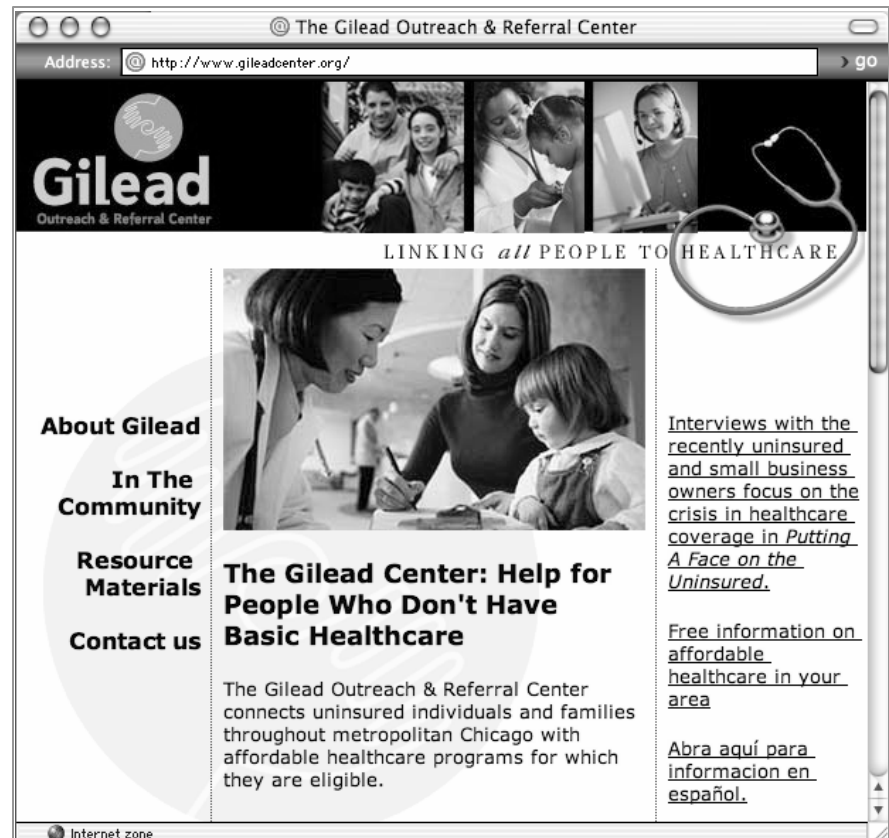 @ The Gilead Outreach & Referral Center
Address: @ http://www.gileadcenter.org/ › go
Gilead
Outreach & Referral Center
LINKING all PEOPLE TO HEALTHCARE
About Gilead
In The
Community
Resource
Materials
Contact us
The Gilead Center: Help for
People Who Don't Have
Basic Healthcare
The Gilead Outreach & Referral Center
connects uninsured individuals and families
throughout metropolitan Chicago with
affordable healthcare programs for which
they are eligible.
Interviews with the
recently uninsured
and small business
owners focus on the
crisis in healthcare
coverage in Putting
A Face on the
Uninsured.
Free information on
affordable
healthcare in your
area
Abra aquí para
informacion en
español.
Internet zone